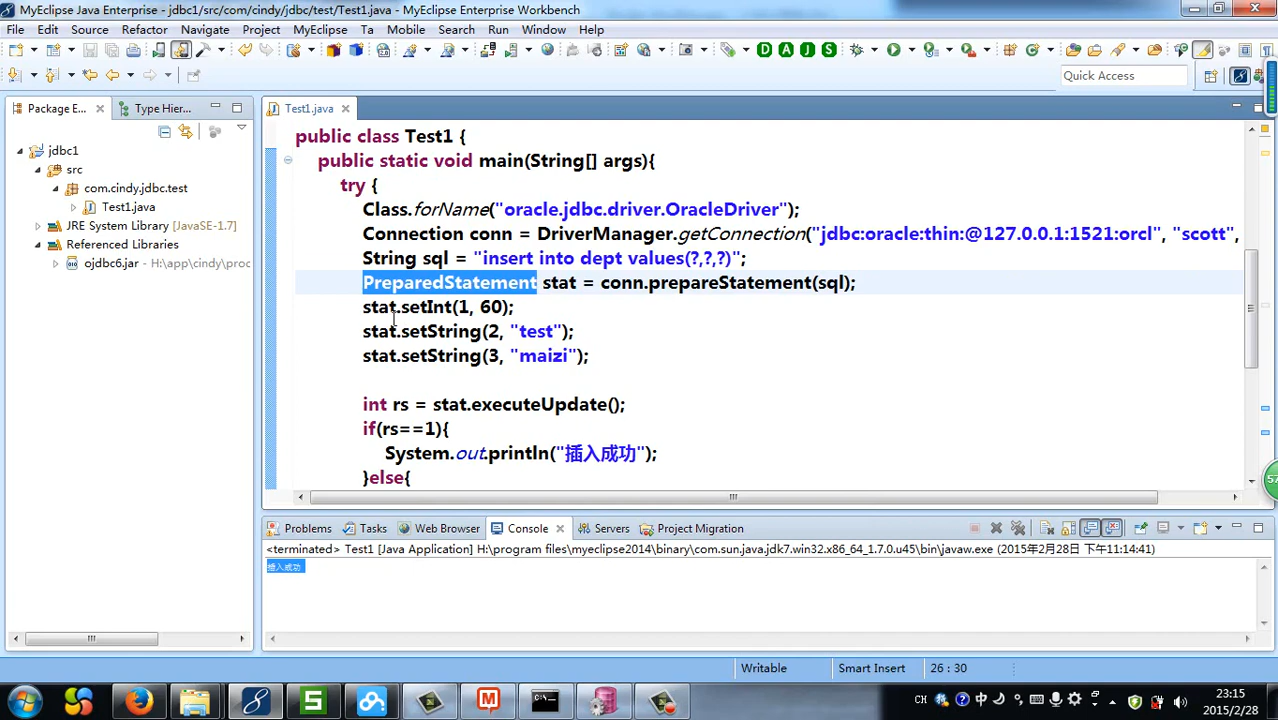 MyEclipse Java Enterprise - jdbc1/src/com/cindy/jdbc/test/Test1.java - MyEclipse Enterprise Workbench
File Edit Source Refactor Navigate Project MyEclipse Ta Mobile Search Run Window Help
Quick Access
Package E... Type Hier...
Test1.java
jdbc1
src
com.cindy.jdbc.test
Test1.java
JRE System Library [JavaSE-1.7]
Referenced Libraries
ojdbc6.jar - H:\app\cindy\proc
public class Test1 {
public static void main(String[] args){
try {
Class.forName("oracle.jdbc.driver.OracleDriver");
Connection conn = DriverManager.getConnection("jdbc:oracle:thin:@127.0.0.1:1521:orcl", "scott",
String sql = "insert into dept values(?,?,?)";
PreparedStatement stat = conn.prepareStatement(sql);
stat.setInt(1, 60);
stat.setString(2, "test");
stat.setString(3, "maizi");
int rs = stat.executeUpdate();
if(rs==1){
System.out.println("插入成功");
}else{
Problems Tasks Web Browser Console Servers Project Migration
<terminated> Test1 [Java Application] H:\program files\myeclipse2014\binary\com.sun.java.jdk7.win32.x86_64_1.7.0.u45\bin\javaw.exe (2015年2月28日 下午11:14:41)
插入成功
Writable Smart Insert 26 : 30
CH 中 23:15
2015/2/28